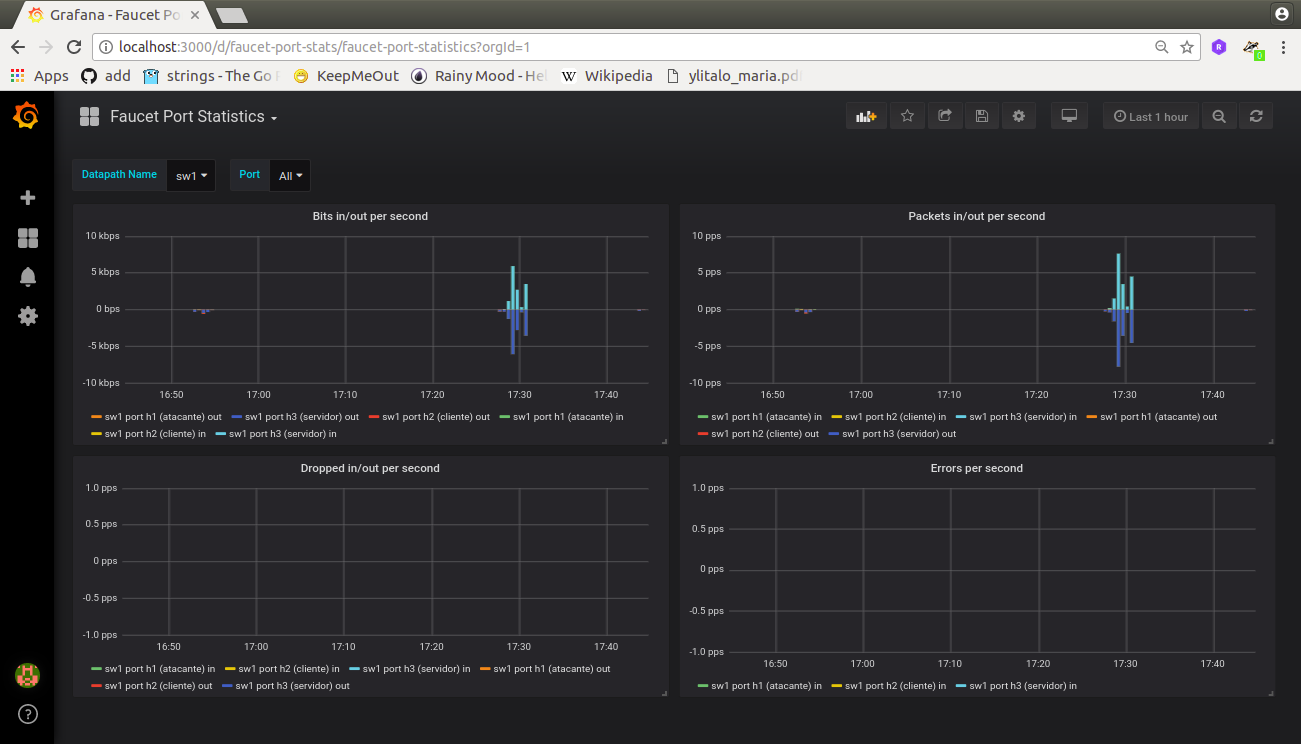 Grafana - Faucet Po
localhost:3000/d/faucet-port-stats/faucet-port-statistics?orgId=1
Apps add strings - The Go KeepMeOut Rainy Mood - Hel Wikipedia ylitalo_maria.pd
R 0
Faucet Port Statistics Last 1 hour
Datapath Name sw1 Port All
Bits in/out per second
10 kbps
5 kbps
0 bps
-5 kbps
-10 kbps
16:50 17:00 17:10 17:20 17:30 17:40
sw1 port h1 (atacante) out sw1 port h3 (servidor) out sw1 port h2 (cliente) out sw1 port h1 (atacante) in
sw1 port h2 (cliente) in sw1 port h3 (servidor) in
Packets in/out per second
10 pps
5 pps
0 pps
-5 pps
-10 pps
16:50 17:00 17:10 17:20 17:30 17:40
sw1 port h1 (atacante) in sw1 port h2 (cliente) in sw1 port h3 (servidor) in sw1 port h1 (atacante) out
sw1 port h2 (cliente) out sw1 port h3 (servidor) out
Dropped in/out per second
1.0 pps
0.5 pps
0 pps
-0.5 pps
-1.0 pps
16:50 17:00 17:10 17:20 17:30 17:40
sw1 port h1 (atacante) in sw1 port h2 (cliente) in sw1 port h3 (servidor) in sw1 port h1 (atacante) out
sw1 port h2 (cliente) out sw1 port h3 (servidor) out
Errors per second
1.0 pps
0.5 pps
0 pps
-0.5 pps
-1.0 pps
16:50 17:00 17:10 17:20 17:30 17:40
sw1 port h1 (atacante) in sw1 port h2 (cliente) in sw1 port h3 (servidor) in